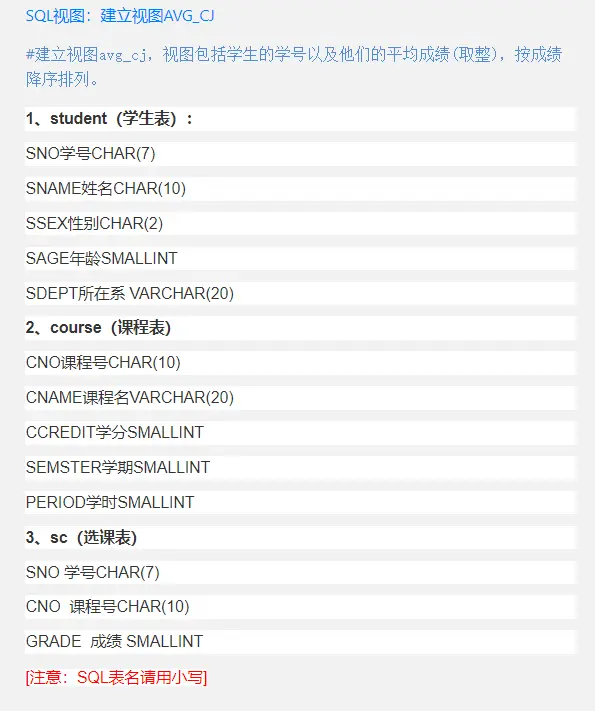 SQL视图：建立视图AVG_CJ
#建立视图avg_cj，视图包括学生的学号以及他们的平均成绩(取整)，按成绩
降序排列。
1、student（学生表）：
SNO学号CHAR(7)
SNAME姓名CHAR(10)
SSEX性别CHAR(2)
SAGE年龄SMALLINT
SDEPT所在系 VARCHAR(20)
2、course（课程表）
CNO课程号CHAR(10)
CNAME课程名VARCHAR(20)
CCREDIT学分SMALLINT
SEMSTER学期SMALLINT
PERIOD学时SMALLINT
3、sc（选课表）
SNO 学号CHAR(7)
CNO  课程号CHAR(10)
GRADE  成绩 SMALLINT
[注意：SQL表名请用小写]